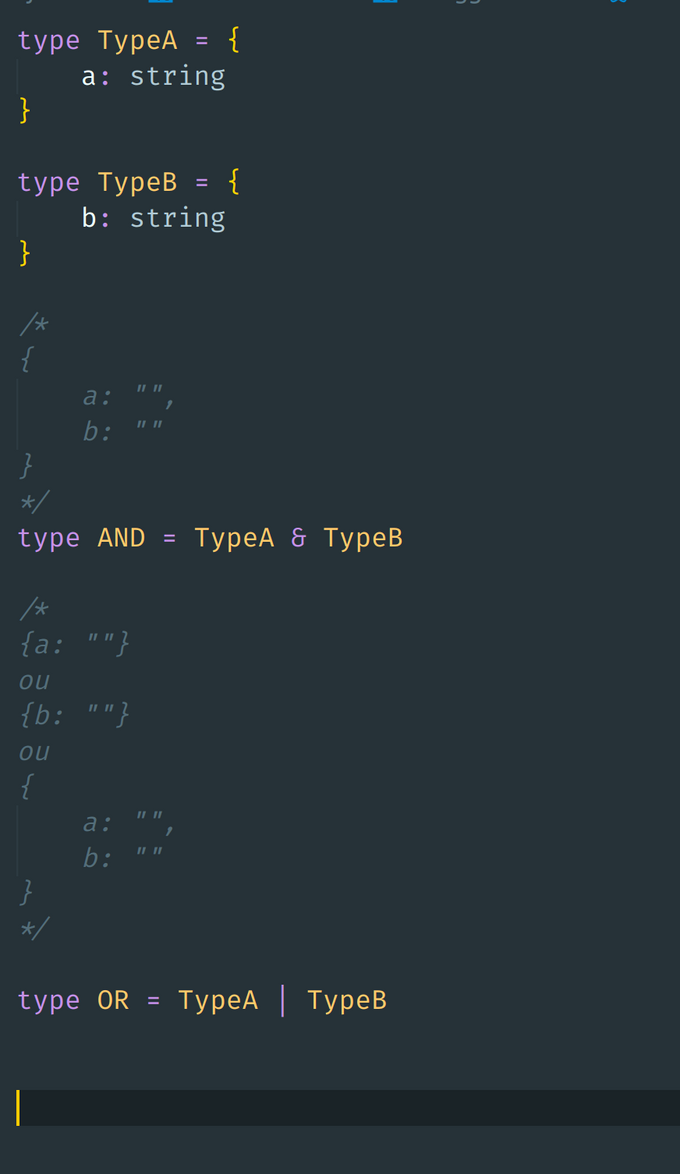 type TypeA = {
    a: string
}
type TypeB = {
    b: string
}
/*
{
    a: "",
    b: ""
}
*/
type AND = TypeA & TypeB
/*
{a: ""}
ou
{b: ""}
ou
{
    a: "",
    b: ""
}
*/
type OR = TypeA | TypeB